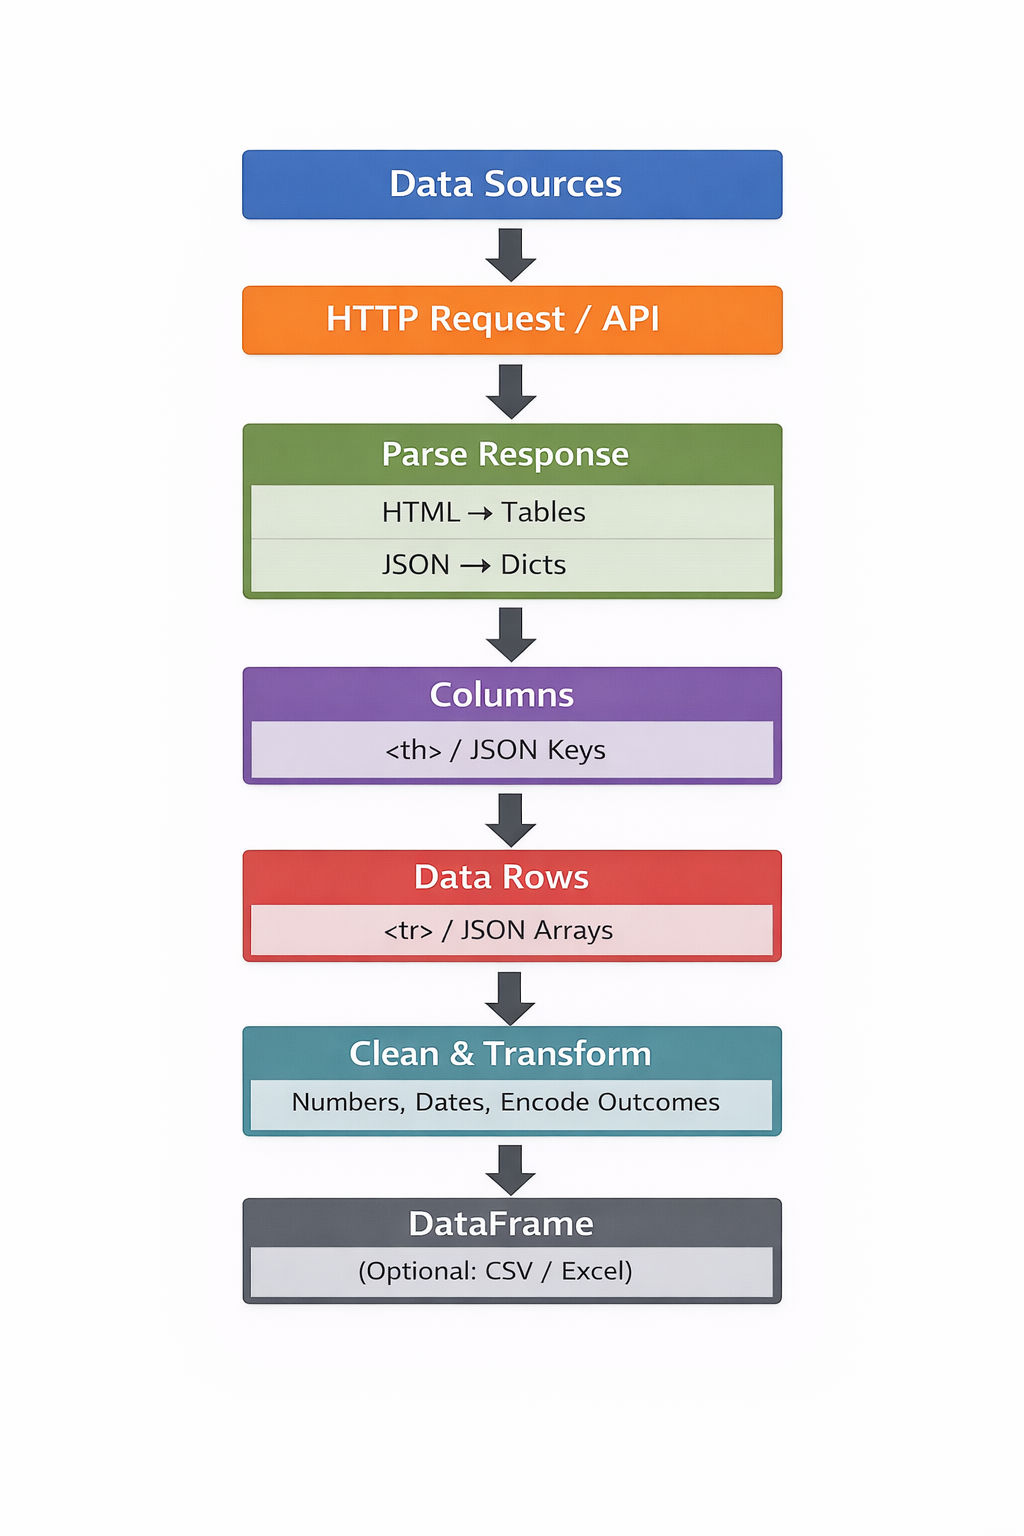 Data Sources
HTTP Request / API
Parse Response
HTML → Tables
JSON → Dicts
Columns
<th> / JSON Keys
Data Rows
<tr> / JSON Arrays
Clean & Transform
Numbers, Dates, Encode Outcomes
DataFrame
(Optional: CSV / Excel)